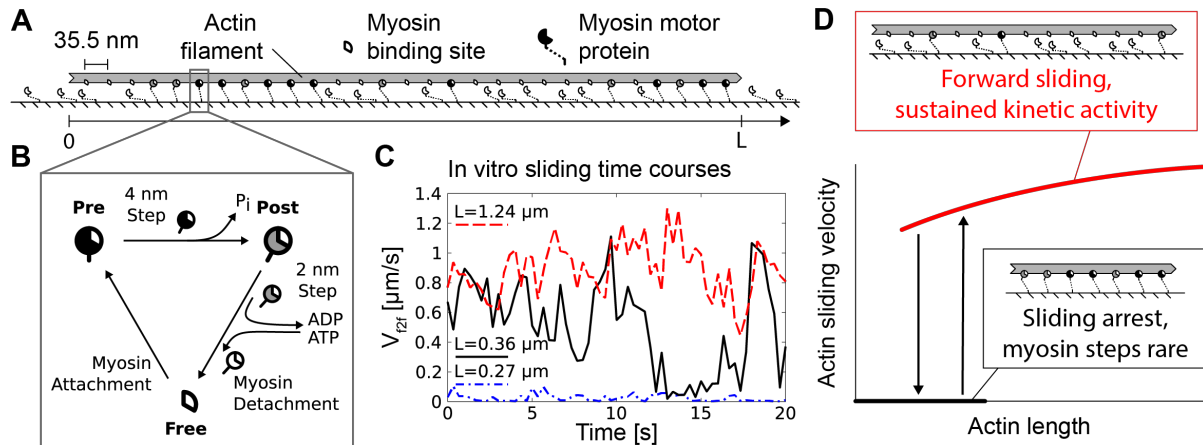 A
35.5 nm
Actin
filament
Myosin
binding site
Myosin motor
protein
0
L
B
Pre
4 nm
Step
Pi
Post
2 nm
Step
ADP
ATP
Myosin
Attachment
Myosin
Detachment
Free
C
In vitro sliding time courses
Vf2f [µm/s]
1.4
1.2
1
0.8
0.6
0.4
0.2
0
L=1.24 µm
L=0.36 µm
L=0.27 µm
0
5
10
15
20
Time [s]
D
Forward sliding,
sustained kinetic activity
Actin sliding velocity
Sliding arrest,
myosin steps rare
Actin length